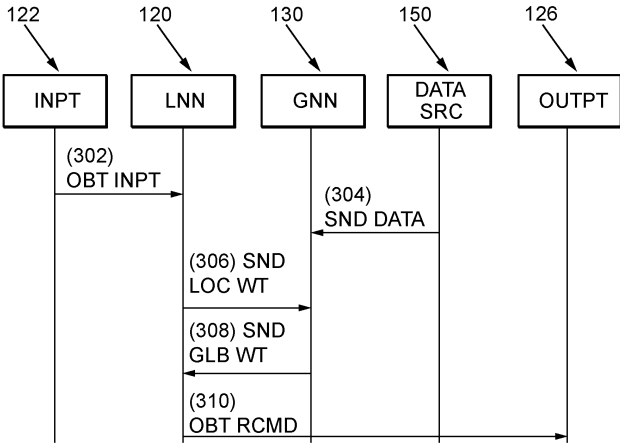 122
120
130
150
126
INPT
LNN
GNN
DATA
SRC
OUTPT
(302)
OBT INPT
(304)
SND DATA
(306) SND
LOC WT
(308) SND
GLB WT
(310)
OBT RCMD